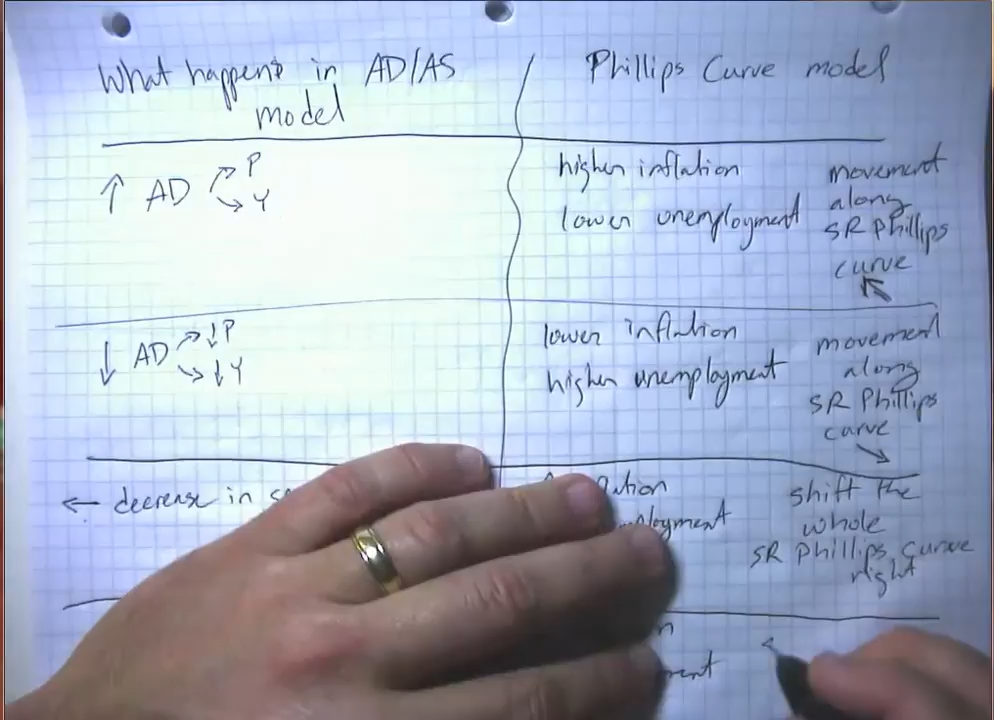 What happens in AD/AS
model
Phillips Curve model
↑ AD ↗ P
↘ Y
higher inflation
lower unemployment
movement
along
SR Phillips
curve
↖
↓ AD ↗ ↓ P
↘ ↓ Y
lower inflation
higher unemployment
movement
along
SR Phillips
curve
↘
← decrease in
shift the
whole
SR Phillips curve
right